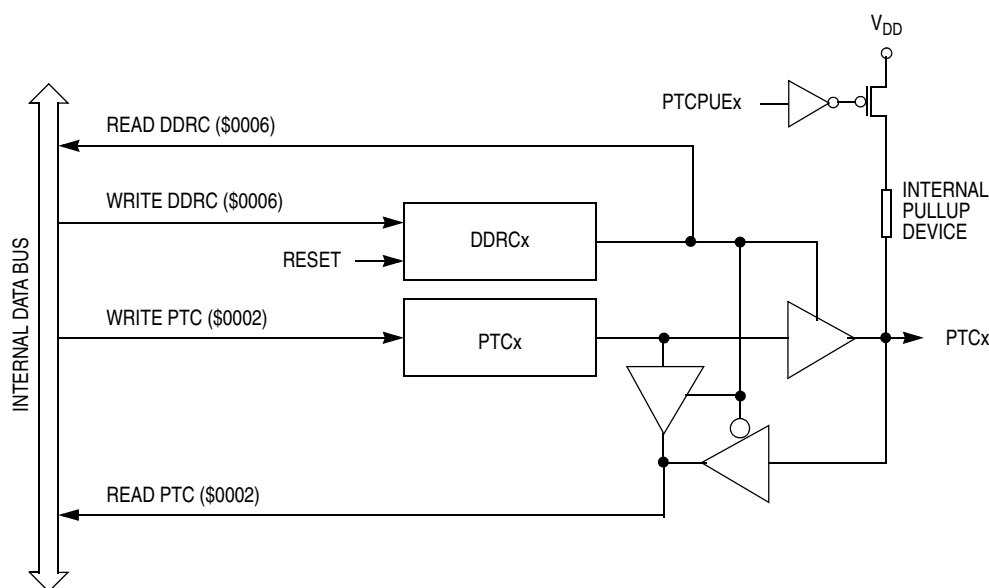 VDD
PTCPUEx
READ DDRC ($0006)
WRITE DDRC ($0006)
INTERNAL
PULLUP
DEVICE
DDRCx
RESET
WRITE PTC ($0002)
PTCx
PTCx
INTERNAL DATA BUS
READ PTC ($0002)